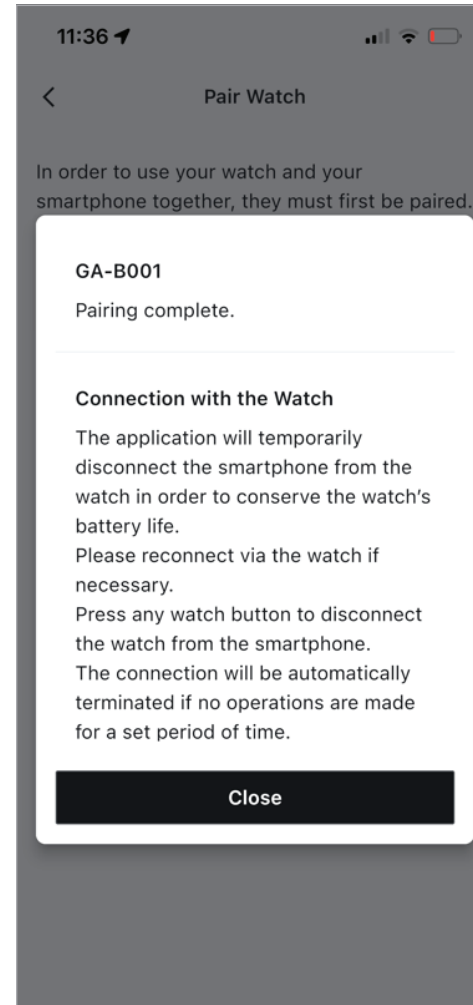 11:36
Pair Watch
In order to use your watch and your
smartphone together, they must first be paired.
GA-B001
Pairing complete.
Connection with the Watch
The application will temporarily
disconnect the smartphone from the
watch in order to conserve the watch’s
battery life.
Please reconnect via the watch if
necessary.
Press any watch button to disconnect
the watch from the smartphone.
The connection will be automatically
terminated if no operations are made
for a set period of time.
Close